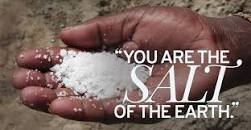 “YOU ARE THE
SALT
OF THE EARTH.”